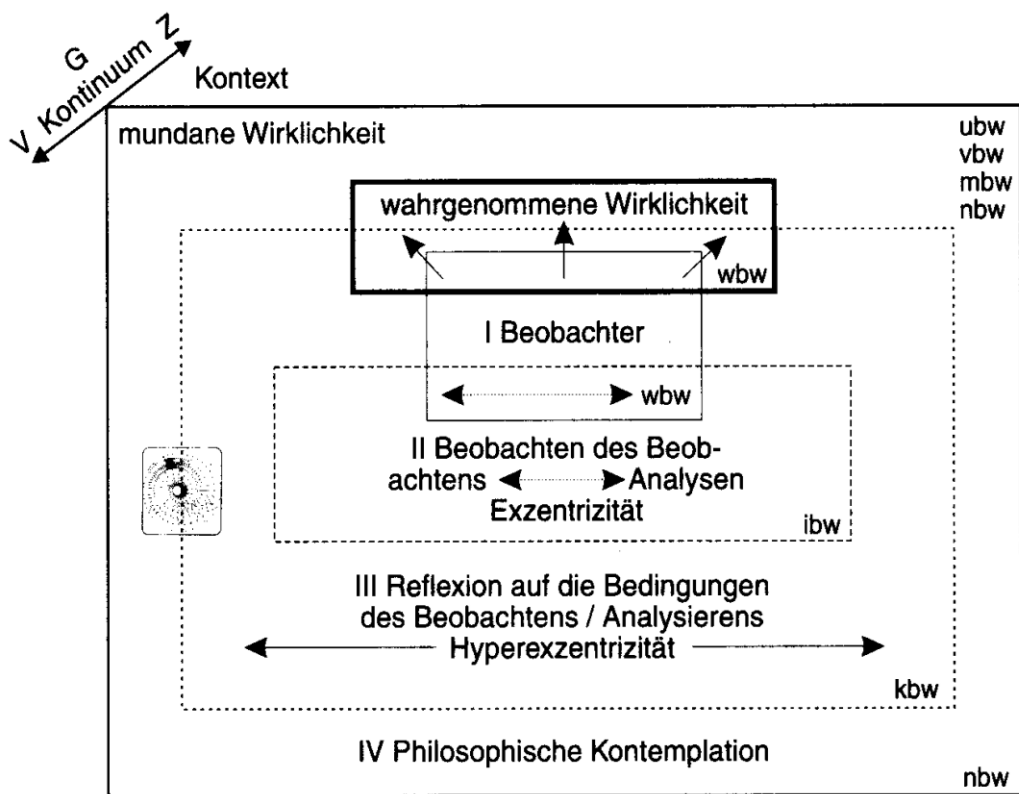 V G Kontinuum Z
Kontext
mundane Wirklichkeit
ubw
vbw
mbw
nbw
wahrgenommene Wirklichkeit
wbw
I Beobachter
wbw
II Beobachten des Beob-
achtens Analysen
Exzentrizität
ibw
III Reflexion auf die Bedingungen
des Beobachtens / Analysierens
Hyperexzentrizität
kbw
IV Philosophische Kontemplation
nbw